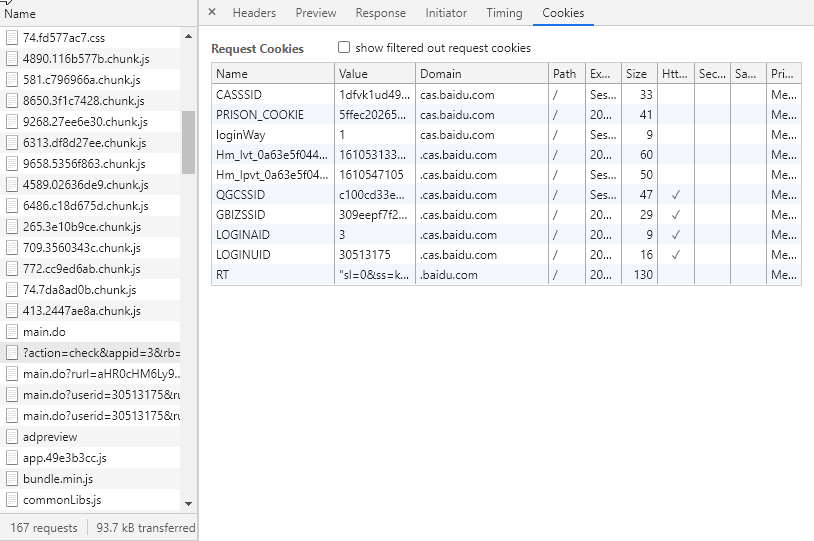 Name
74.fd577ac7.css
4890.116b577b.chunk.js
581.c796966a.chunk.js
8650.3f1c7428.chunk.js
9268.27ee6e30.chunk.js
6313.df8d27ee.chunk.js
9658.5356f863.chunk.js
4589.02636de9.chunk.js
6486.c18d675d.chunk.js
265.3e10b9ce.chunk.js
709.3560343c.chunk.js
772.cc9ed6ab.chunk.js
74.7da8ad0b.chunk.js
413.2447ae8a.chunk.js
main.do
?action=check&appid=3&rb=
main.do?rurl=aHR0cHM6Ly9...
main.do?userid=30513175&ru
main.do?userid=30513175&ru
adpreview
app.49e3b3cc.js
bundle.min.js
commonLibs.js
167 requests 93.7 kB transferred
× Headers Preview Response Initiator Timing Cookies
Request Cookies show filtered out request cookies
Name Value Domain Path Ex... Size Htt... Sec... Sa... Pri...
CASSSID 1dfvk1ud49... cas.baidu.com / Ses... 33 Me...
PRISON_COOKIE 5ffec20265... cas.baidu.com / 20... 41 Me...
loginWay 1 cas.baidu.com / Ses... 9 Me...
Hm_lvt_0a63e5f044... 161053133... .cas.baidu.com / 20... 60 Me...
Hm_lpvt_0a63e5f04... 1610547105 .cas.baidu.com / Ses... 50 Me...
QGCSSID c100cd33e... .cas.baidu.com / Ses... 47 ✓ Me...
GBIZSSID 309eepf7f2... .cas.baidu.com / 20... 29 ✓ Me...
LOGINAID 3 .cas.baidu.com / 20... 9 ✓ Me...
LOGINUID 30513175 .cas.baidu.com / 20... 16 ✓ Me...
RT "sl=0&ss=k... .baidu.com / 20... 130 Me...